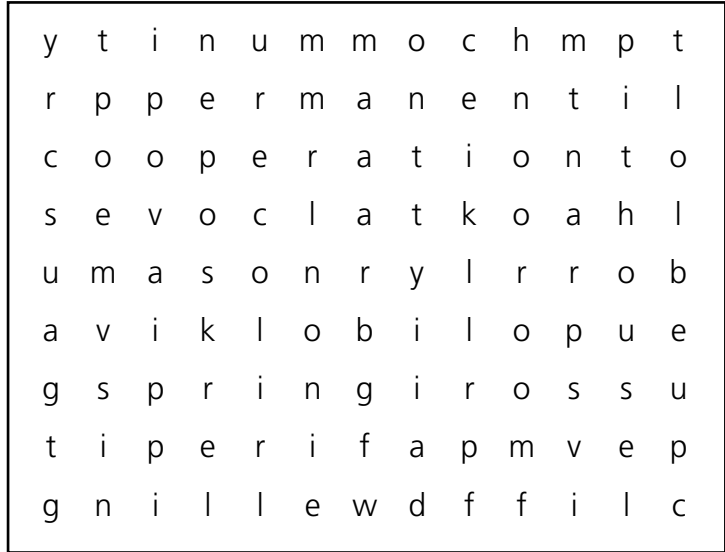 y t i n u m m o c h m p t
r p p e r m a n e n t i l
c o o p e r a t i o n t o
s e v o c l a t k o a h l
u m a s o n r y l r r o b
a v i k l o b i l o p u e
g s p r i n g i r o s s u
t i p e r i f a p m v e p
g n i l l e w d f f i l c